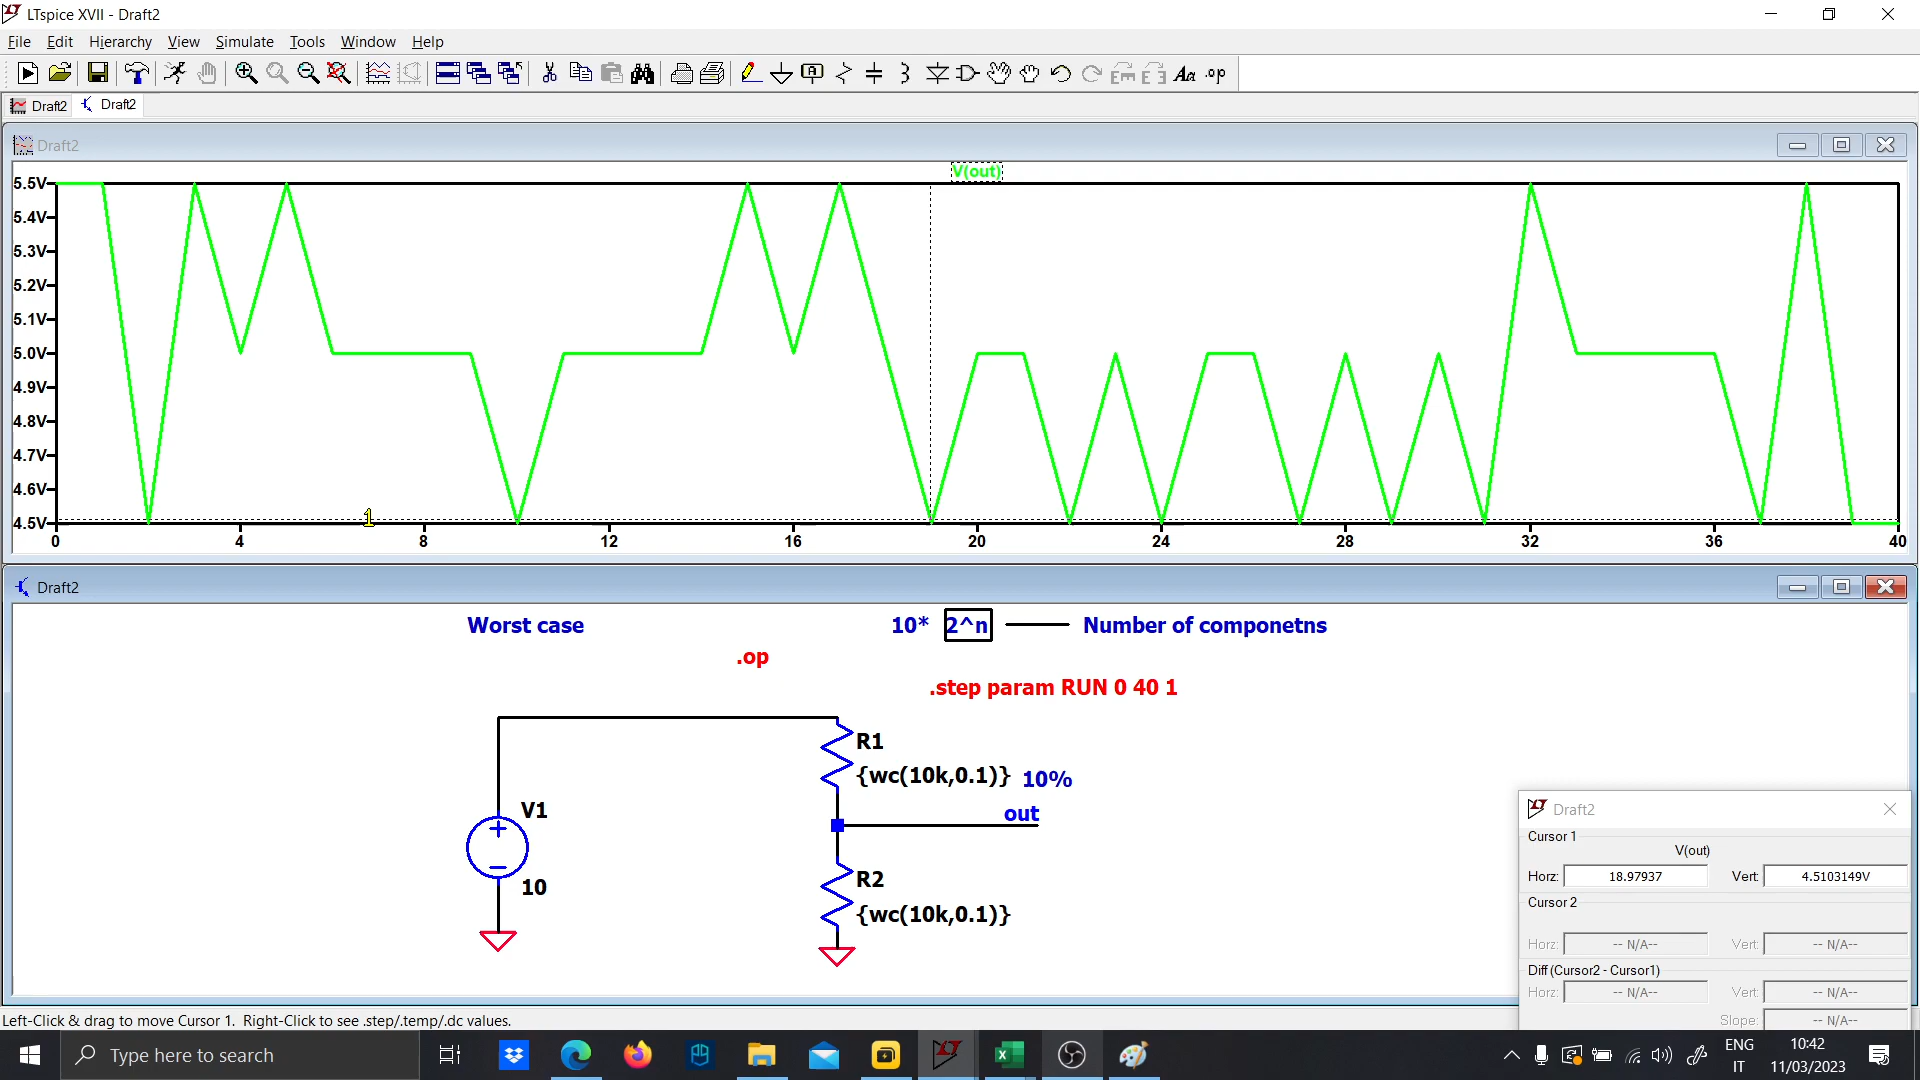 LTspice XVII - Draft2
File Edit Hierarchy View Simulate Tools Window Help
.op
Draft2 Draft2
Draft2
V(out)
5.5V
5.4V
5.3V
5.2V
5.1V
5.0V
4.9V
4.8V
4.7V
4.6V
4.5V
1
0 4 8 12 16 20 24 28 32 36 40
Draft2
Worst case 10* 2^n Number of componetns
.op
.step param RUN 0 40 1
R1
{wc(10k,0.1)} 10%
out
V1
10
R2
{wc(10k,0.1)}
Draft2
Cursor 1
V(out)
Horz: 18.97937 Vert: 4.5103149V
Cursor 2
Horz: -- N/A-- Vert: -- N/A--
Diff (Cursor2 - Cursor1)
Horz: -- N/A-- Vert: -- N/A--
Slope: -- N/A--
Left-Click & drag to move Cursor 1. Right-Click to see .step/.temp/.dc values.
Type here to search
ENG
IT
10:42
11/03/2023